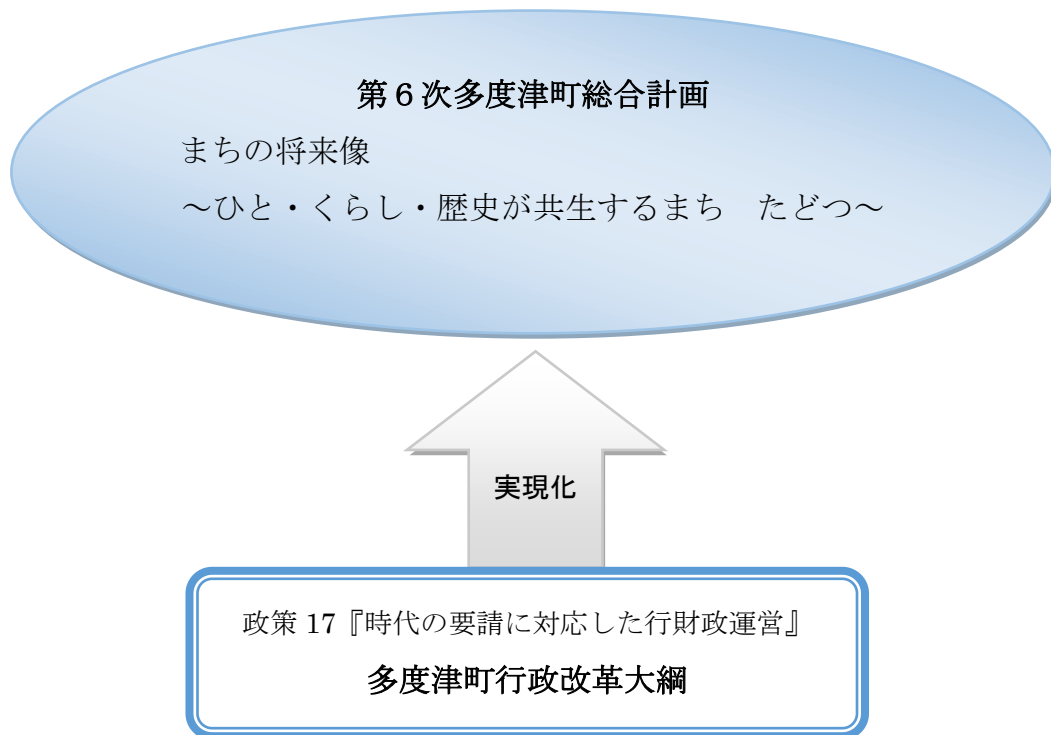 第６次多度津町総合計画
まちの将来像
～ひと・くらし・歴史が共生するまち　たどつ～
実現化
政策 17『時代の要請に対応した行財政運営』
多度津町行政改革大綱